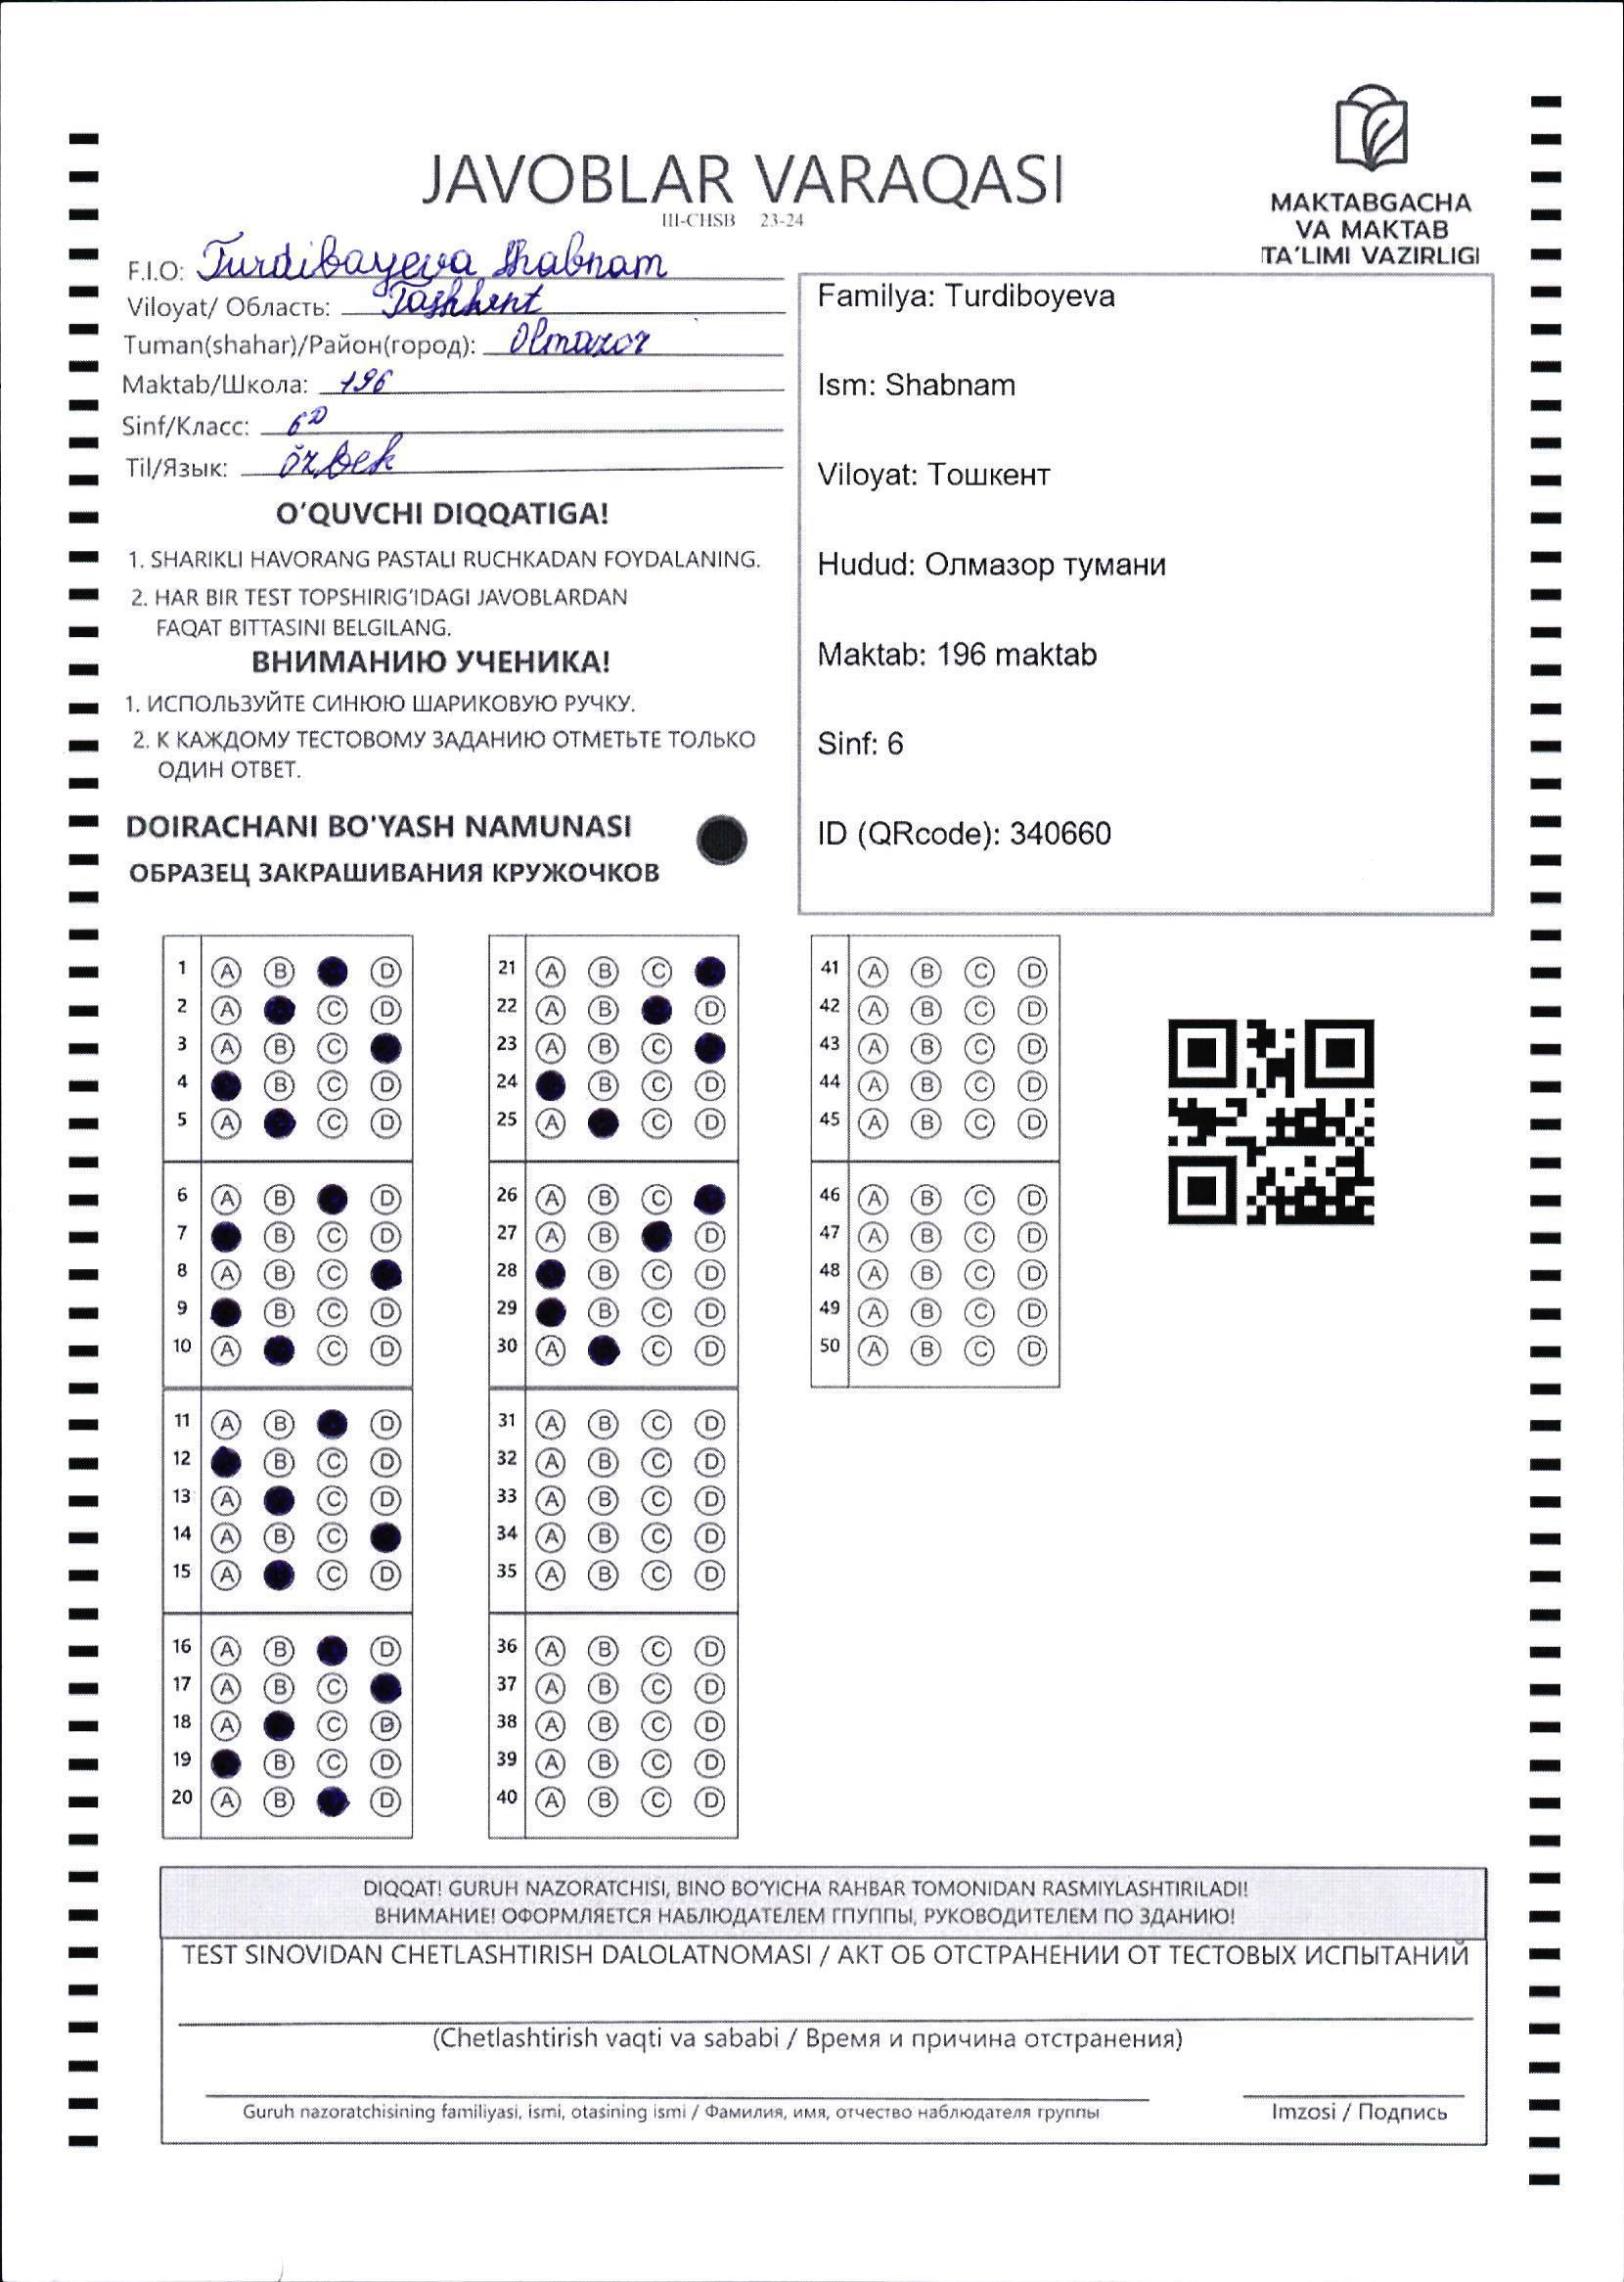 JAVOBLAR VARAQASI
III-CHSB 23-24
MAKTABGACHA
VA MAKTAB
TA'LIMI VAZIRLIGI
F.I.O: Turdibayeva Shabnam
Viloyat/ Область: Tashkent
Tuman(shahar)/Район(город): Olmazor
Maktab/Школа: 196
Sinf/Класс: 6D
Til/Язык: ŏzbek
O'QUVCHI DIQQATIGA!
1. SHARIKLI HAVORANG PASTALI RUCHKADAN FOYDALANING.
2. HAR BIR TEST TOPSHIRIG'IDAGI JAVOBLARDAN
FAQAT BITTASINI BELGILANG.
ВНИМАНИЮ УЧЕНИКА!
1. ИСПОЛЬЗУЙТЕ СИНЮЮ ШАРИКОВУЮ РУЧКУ.
2. К КАЖДОМУ ТЕСТОВОМУ ЗАДАНИЮ ОТМЕТЬТЕ ТОЛЬКО
ОДИН ОТВЕТ.
DOIRACHANI BO'YASH NAMUNASI
ОБРАЗЕЦ ЗАКРАШИВАНИЯ КРУЖОЧКОВ
Familya: Turdiboyeva
Ism: Shabnam
Viloyat: Тошкент
Hudud: Олмазор тумани
Maktab: 196 maktab
Sinf: 6
ID (QRcode): 340660
1 A B D
2 A C D
3 A B C
4 B C D
5 A C D
6 A B D
7 B C D
8 A B C
9 B C D
10 A C D
11 A B D
12 B C D
13 A C D
14 A B C
15 A C D
16 A B D
17 A B C
18 A C D
19 B C D
20 A B D
21 A B C
22 A B D
23 A B C
24 B C D
25 A C D
26 A B C
27 A B D
28 B C D
29 B C D
30 A C D
31 A B C D
32 A B C D
33 A B C D
34 A B C D
35 A B C D
36 A B C D
37 A B C D
38 A B C D
39 A B C D
40 A B C D
41 A B C D
42 A B C D
43 A B C D
44 A B C D
45 A B C D
46 A B C D
47 A B C D
48 A B C D
49 A B C D
50 A B C D
DIQQAT! GURUH NAZORATCHISI, BINO BO'YICHA RAHBAR TOMONIDAN RASMIYLASHTIRILADI!
ВНИМАНИЕ! ОФОРМЛЯЕТСЯ НАБЛЮДАТЕЛЕМ ГПУППЫ, РУКОВОДИТЕЛЕМ ПО ЗДАНИЮ!
TEST SINOVIDAN CHETLASHTIRISH DALOLATNOMASI / АКТ ОБ ОТСТРАНЕНИИ ОТ ТЕСТОВЫХ ИСПЫТАНИЙ
(Chetlashtirish vaqti va sababi / Время и причина отстранения)
Guruh nazoratchisining familiyasi, ismi, otasining ismi / Фамилия, имя, отчество наблюдателя группы
Imzosi / Подпись